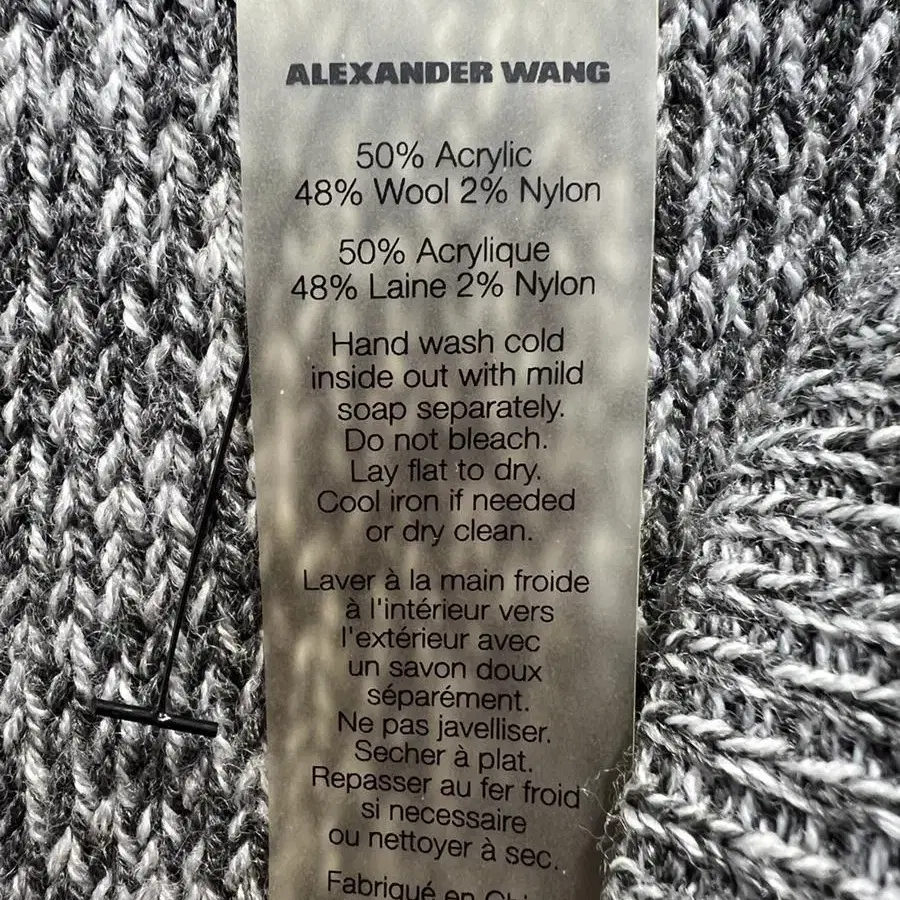 ALEXANDER WANG
50% Acrylic
48% Wool 2% Nylon
50% Acrylique
48% Laine 2% Nylon
Hand wash cold
inside out with mild
soap separately.
Do not bleach.
Lay flat to dry.
Cool iron if needed
or dry clean.
Laver à la main froide
à l'intérieur vers
l'extérieur avec
un savon doux
séparément.
Ne pas javelliser.
Secher à plat.
Repasser au fer froid
si necessaire
ou nettoyer à sec.
Fabriqué en